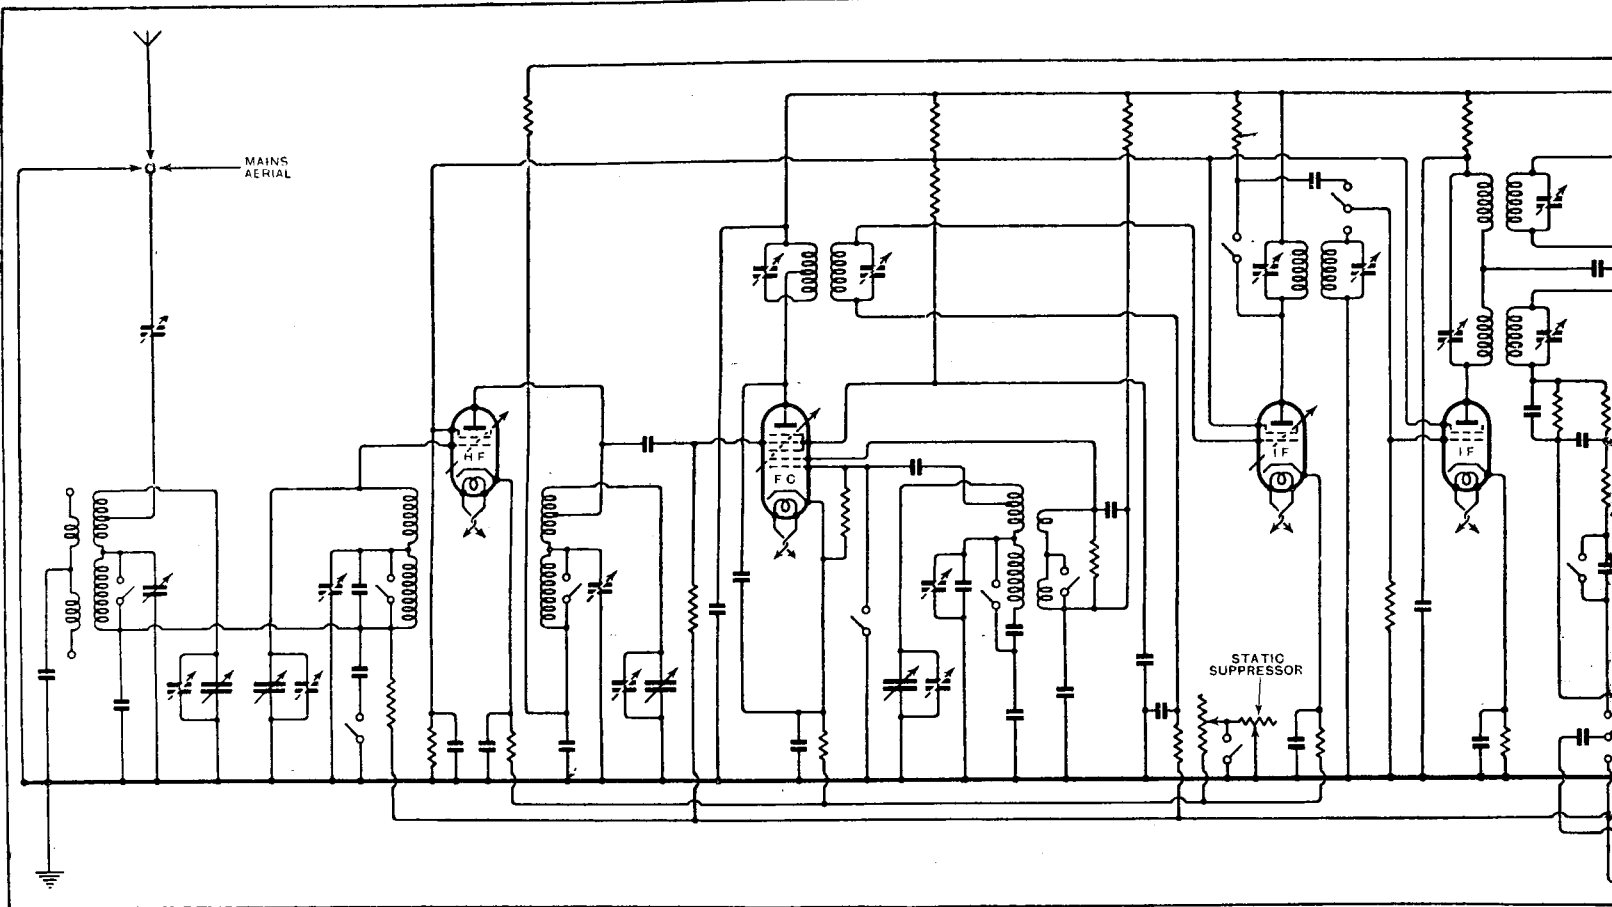 MAINS
AERIAL
HF
FC
IF
IF
STATIC
SUPPRESSOR